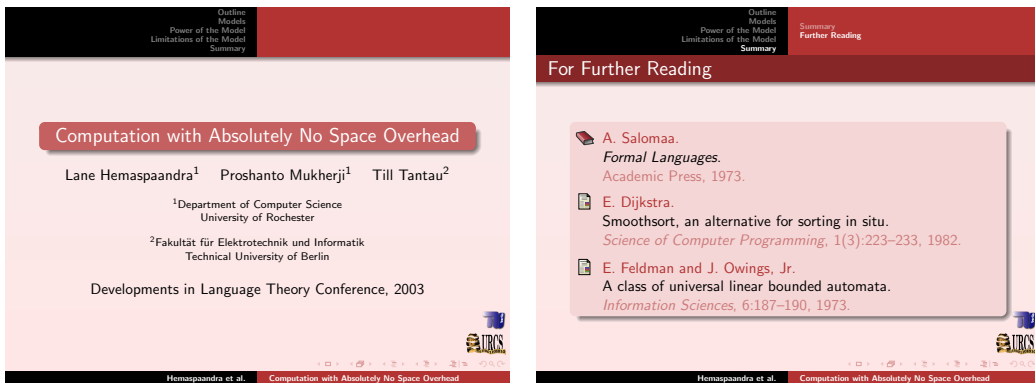 Outline
Models
Power of the Model
Limitations of the Model
Summary
Computation with Absolutely No Space Overhead
Lane Hemaspaandra1 Proshanto Mukherji1 Till Tantau2
1Department of Computer Science
University of Rochester
2Fakultät für Elektrotechnik und Informatik
Technical University of Berlin
Developments in Language Theory Conference, 2003
URCS
Hemaspaandra et al. Computation with Absolutely No Space Overhead
Outline
Models
Power of the Model
Limitations of the Model
Summary
Summary
Further Reading
For Further Reading
A. Salomaa.
Formal Languages.
Academic Press, 1973.
E. Dijkstra.
Smoothsort, an alternative for sorting in situ.
Science of Computer Programming, 1(3):223–233, 1982.
E. Feldman and J. Owings, Jr.
A class of universal linear bounded automata.
Information Sciences, 6:187–190, 1973.
URCS
Hemaspaandra et al. Computation with Absolutely No Space Overhead